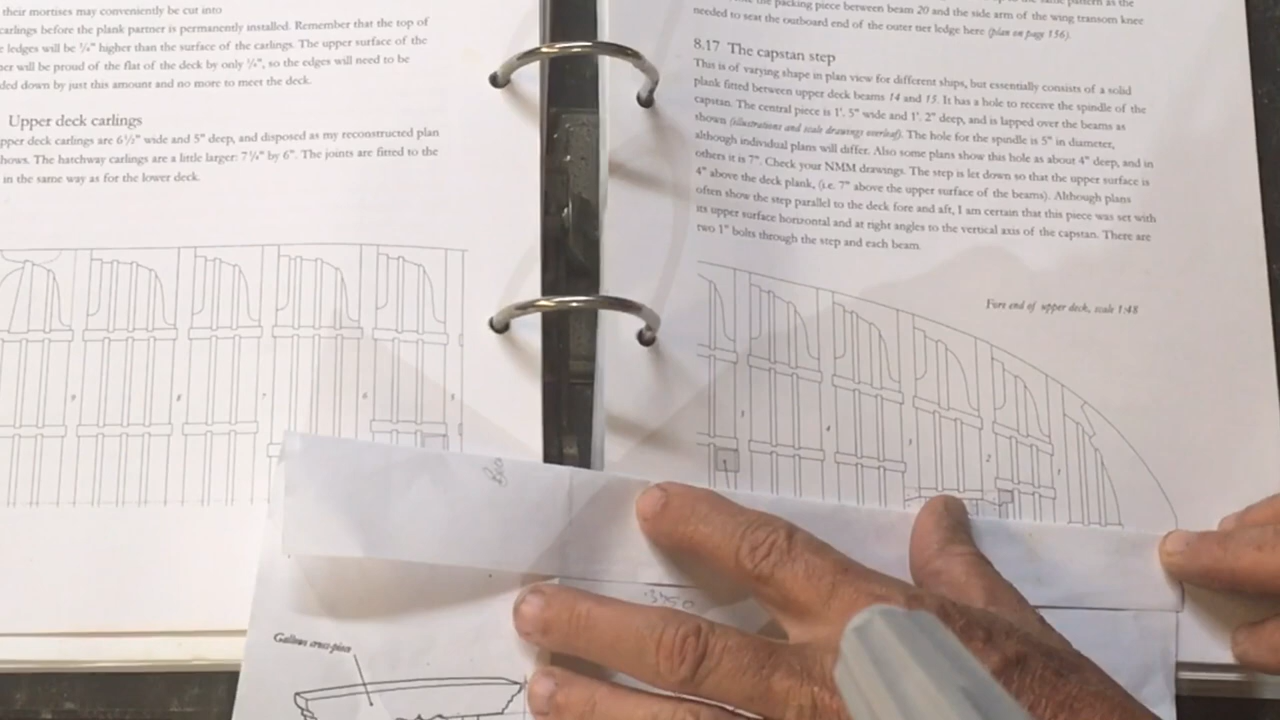 their mortises may conveniently be cut into
carlings before the plank partner is permanently installed. Remember that the top of
ledges will be ¼" higher than the surface of the carlings. The upper surface of the
will be proud of the flat of the deck by only ¼", so the edges will need to be
down by just this amount and no more to meet the deck.
Upper deck carlings
deck carlings are 6½" wide and 5" deep, and disposed as my reconstructed plan
hows. The hatchway carlings are a little larger: 7¼" by 6". The joints are fitted to the
in the same way as for the lower deck.
9
8
7
6
5
the packing piece between beam 20 and the side arm of the wing transom knee
needed to seat the outboard end of the outer tier ledge here (plan on page 156).
8.17 The capstan step
This is of varying shape in plan view for different ships, but essentially consists of a solid
plank fitted between upper deck beams 14 and 15. It has a hole to receive the spindle of the
capstan. The central piece is 1'. 5" wide and 1'. 2" deep, and is lapped over the beams as
shown (illustrations and scale drawings overleaf). The hole for the spindle is 5" in diameter,
although individual plans will differ. Also some plans show this hole as about 4" deep, and in
others it is 7". Check your NMM drawings. The step is let down so that the upper surface is
4" above the deck plank, (i.e. 7" above the upper surface of the beams). Although plans
often show the step parallel to the deck fore and aft, I am certain that this piece was set with
its upper surface horizontal and at right angles to the vertical axis of the capstan. There are
two 1" bolts through the step and each beam.
Fore end of upper deck, scale 1:48
4
3
2
1
.3450
Gallows cross-piece